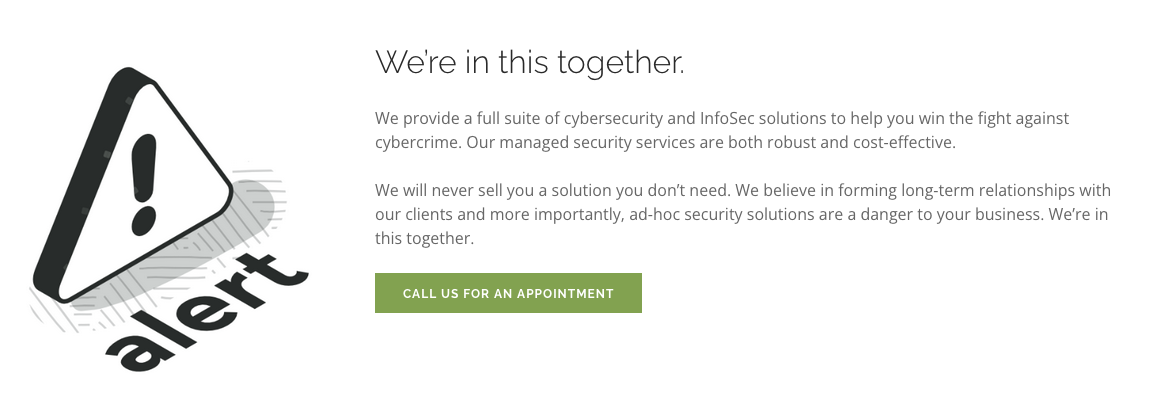 We're in this together.
We provide a full suite of cybersecurity and InfoSec solutions to help you win the fight against
cybercrime. Our managed security services are both robust and cost-effective.
We will never sell you a solution you don't need. We believe in forming long-term relationships with
our clients and more importantly, ad-hoc security solutions are a danger to your business. We're in
this together.
CALL US FOR AN APPOINTMENT
!
alert